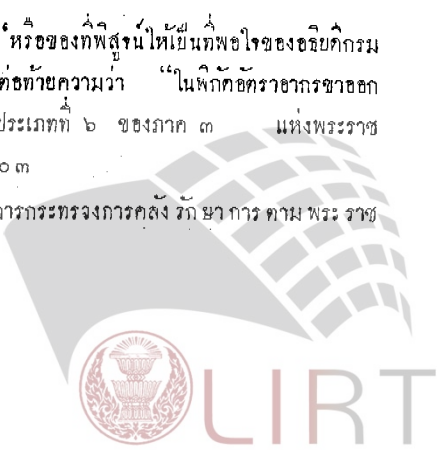 หรือของที่พิสูจน์ให้เป็นที่พอใจของอธิบดีกรม
ต่อท้ายความว่า “ในพิกัดอัตราอากรขาออก
ประเภทที่ ๖ ของภาค ๓ แห่งพระราช
๐๓
การกระทรวงการคลัง รักษาการตามพระราช
LIRT